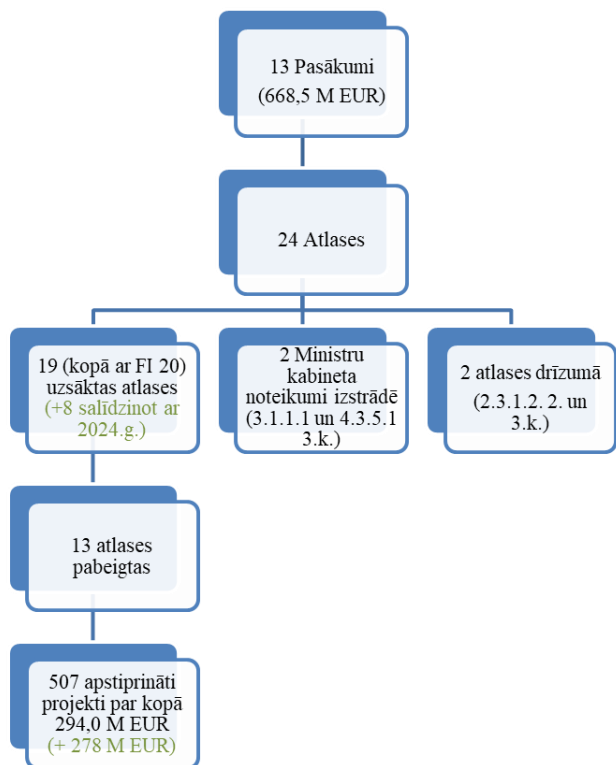 13 Pasākumi
(668,5 M EUR)
24 Atlases
19 (kopā ar FI 20)
uzsāktas atlases
(+8 salīdzinot ar
2024.g.)
2 Ministru
kabineta
noteikumi izstrādē
(3.1.1.1 un 4.3.5.1
3.k.)
2 atlases drīzumā
(2.3.1.2. 2. un
3.k.)
13 atlases
pabeigtas
507 apstiprināti
projekti par kopā
294,0 M EUR
(+ 278 M EUR)